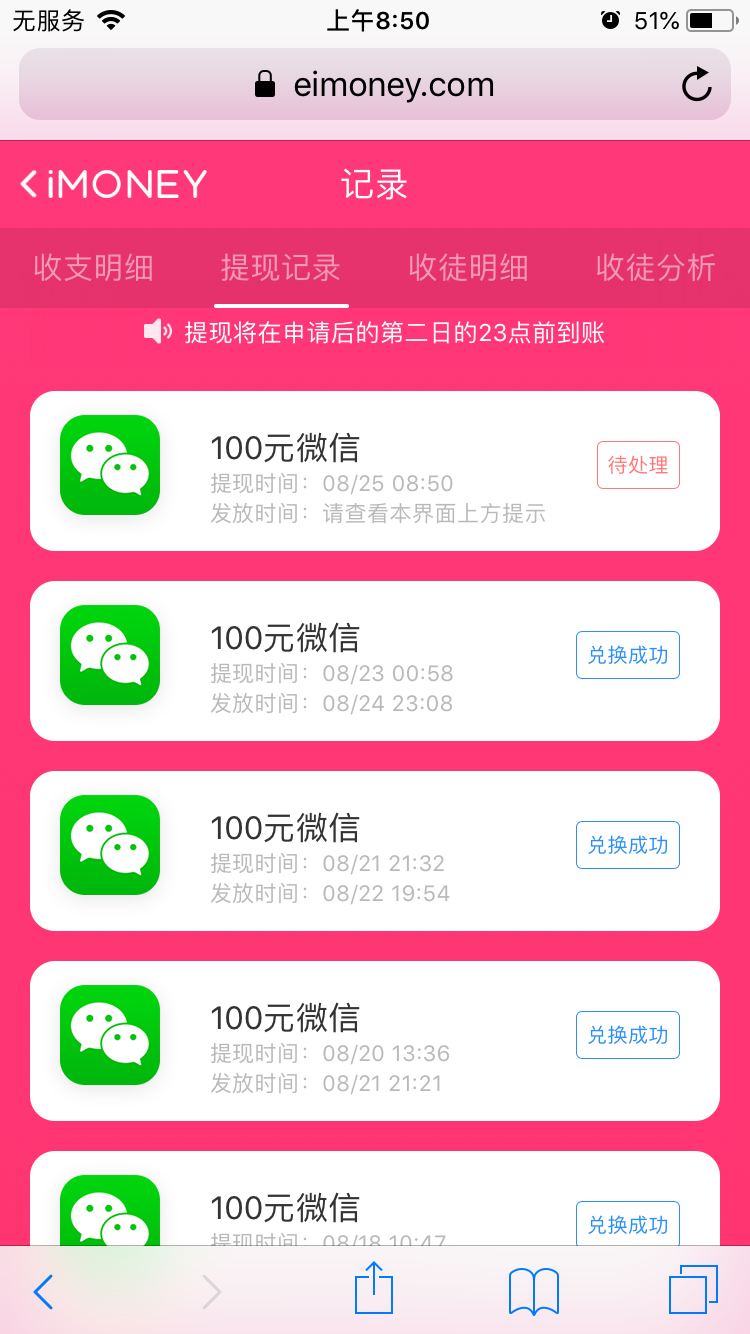 无服务
上午8:50
51%
eimoney.com
iMONEY
记录
收支明细
提现记录
收徒明细
收徒分析
提现将在申请后的第二日的23点前到账
100元微信
提现时间：08/25 08:50
发放时间：请查看本界面上方提示
待处理
100元微信
提现时间：08/23 00:58
发放时间：08/24 23:08
兑换成功
100元微信
提现时间：08/21 21:32
发放时间：08/22 19:54
兑换成功
100元微信
提现时间：08/20 13:36
发放时间：08/21 21:21
兑换成功
100元微信
提现时间：08/18 10:47
兑换成功